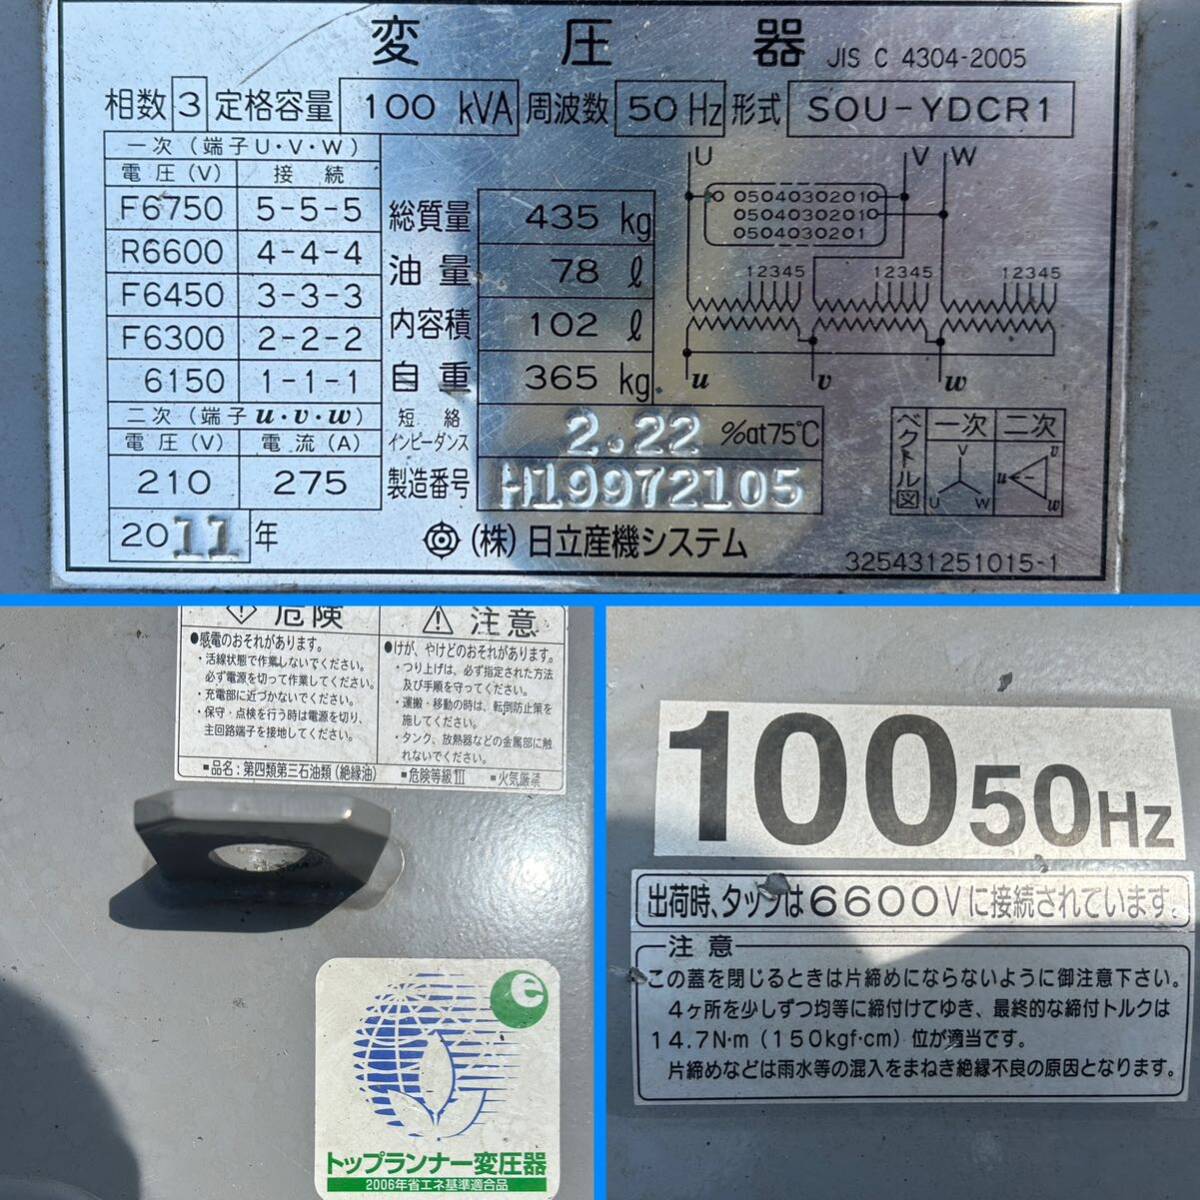 変圧器 JIS C 4304-2005
相数 3 定格容量 100 kVA 周波数 50 Hz 形式 SOU-YDCR1
一次(端子U・V・W)
電圧(V) 接続
F6750 5-5-5
R6600 4-4-4
F6450 3-3-3
F6300 2-2-2
6150 1-1-1
二次(端子u・v・w)
電圧(V) 電流(A)
210 275
2011年
総質量 435 kg
油量 78 ℓ
内容積 102 ℓ
自重 365 kg
短絡インピーダンス 2.22 %at75℃
製造番号 H19972105
(株)日立産機システム
U V W
0504030201
0504030201
0504030201
12345 12345 12345
u v w
ベクトル図 一次 二次
V
U W
u v w
325431251015-1
危険
●感電のおそれがあります。
・活線状態で作業しないでください。
必ず電源を切って作業してください。
・充電部に近づかないでください。
・保守・点検を行う時は電源を切り、
主回路端子を接地してください。
注意
●けが、やけどのおそれがあります。
・つり上げは、必ず指定された方法
及び手順を守ってください。
・運搬・移動の時は、転倒防止策を
施してください。
・タンク、放熱器などの金属部に触
れないでください。
■品名:第四類第三石油類(絶縁油) ■危険等級III ■火気厳禁
e
トップランナー変圧器
2006年省エネ基準適合品
100 50Hz
出荷時、タップは6600Vに接続されています。
注意
この蓋を閉じるときは片締めにならないように御注意下さい。
4ヶ所を少しずつ均等に締付けてゆき、最終的な締付トルクは
14.7N・m(150kgf・cm)位が適当です。
片締めなどは雨水等の混入をまねき絶縁不良の原因となります。